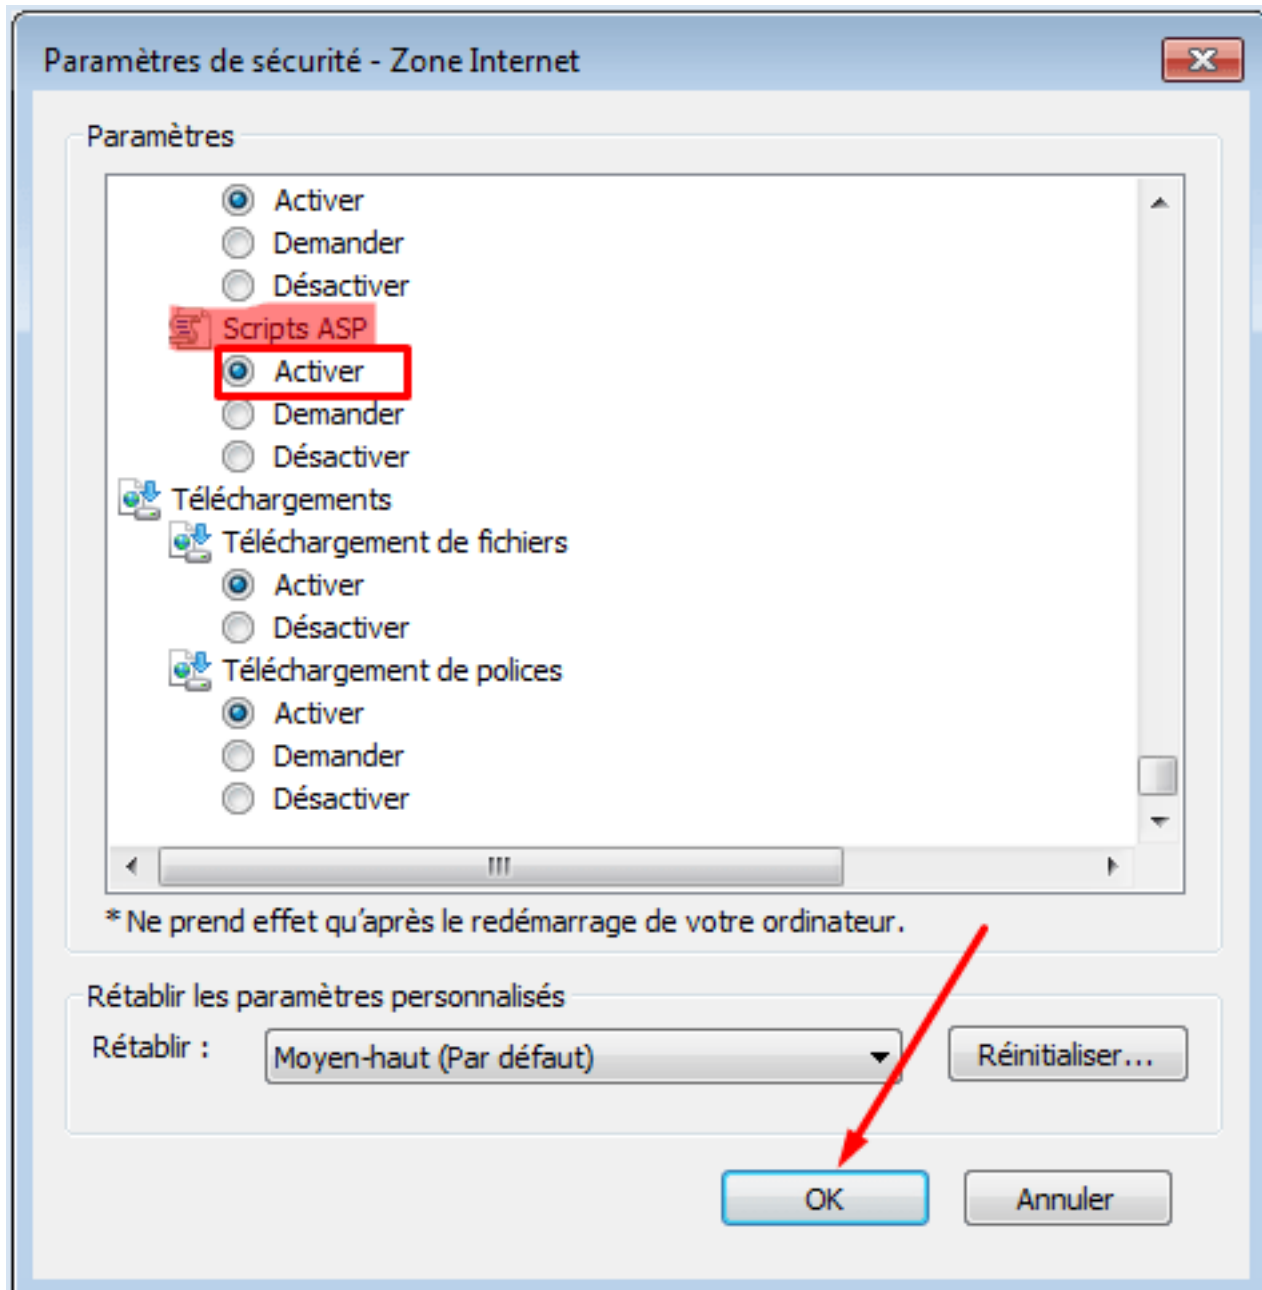 Paramètres de sécurité - Zone Internet
Paramètres
Activer
Demander
Désactiver
Scripts ASP
Activer
Demander
Désactiver
Téléchargements
Téléchargement de fichiers
Activer
Désactiver
Téléchargement de polices
Activer
Demander
Désactiver
* Ne prend effet qu’après le redémarrage de votre ordinateur.
Rétablir les paramètres personnalisés
Rétablir : Moyen-haut (Par défaut) Réinitialiser...
OK Annuler